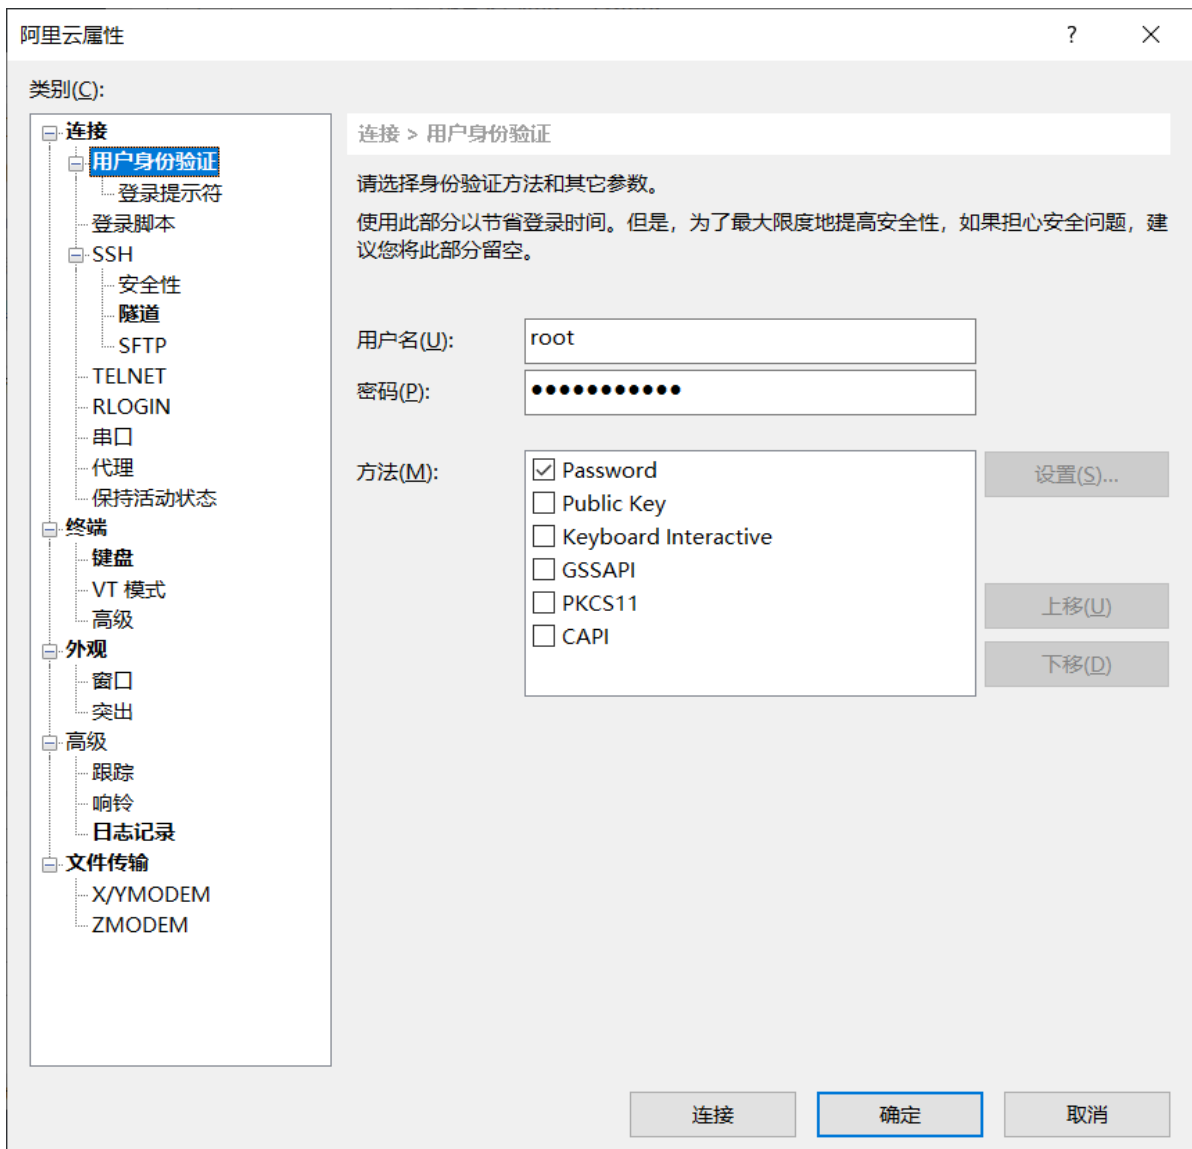 阿里云属性
?
类别(C):
连接
用户身份验证
登录提示符
登录脚本
SSH
安全性
隧道
SFTP
TELNET
RLOGIN
串口
代理
保持活动状态
终端
键盘
VT 模式
高级
外观
窗口
突出
高级
跟踪
响铃
日志记录
文件传输
X/YMODEM
ZMODEM
连接 > 用户身份验证
请选择身份验证方法和其它参数。
使用此部分以节省登录时间。但是，为了最大限度地提高安全性，如果担心安全问题，建
议您将此部分留空。
用户名(U):
root
密码(P):
●●●●●●●●●●●
方法(M):
Password
Public Key
Keyboard Interactive
GSSAPI
PKCS11
CAPI
设置(S)...
上移(U)
下移(D)
连接
确定
取消